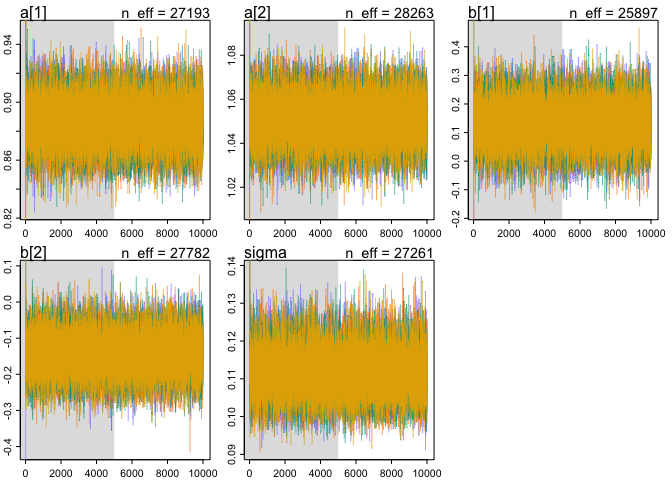 a[1] n_eff = 27193
0.82 0.86 0.90 0.94
0 2000 4000 6000 8000 10000
a[2] n_eff = 28263
1.02 1.04 1.06 1.08
0 2000 4000 6000 8000 10000
b[1] n_eff = 25897
-0.2 -0.1 0.0 0.1 0.2 0.3 0.4
0 2000 4000 6000 8000 10000
b[2] n_eff = 27782
-0.4 -0.3 -0.2 -0.1 0.0 0.1
0 2000 4000 6000 8000 10000
sigma n_eff = 27261
0.09 0.10 0.11 0.12 0.13 0.14
0 2000 4000 6000 8000 10000